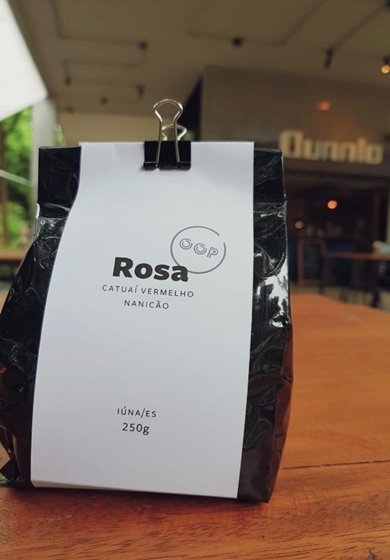 OOP
Rosa
CATUAÍ VERMELHO
NANICÃO
IÚNA/ES
250g